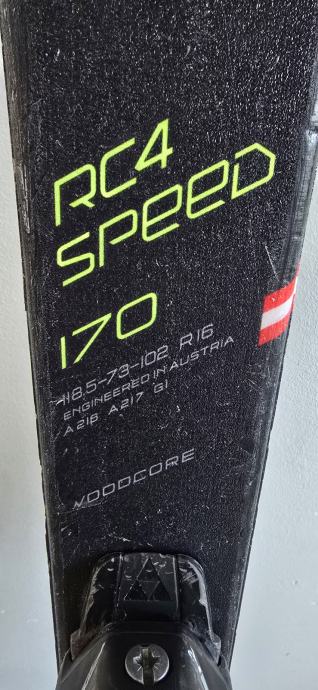 RC4
SPEED
170
118.5-73-102 R16
ENGINEERED IN AUSTRIA
A216 A217 G1
WOODCORE